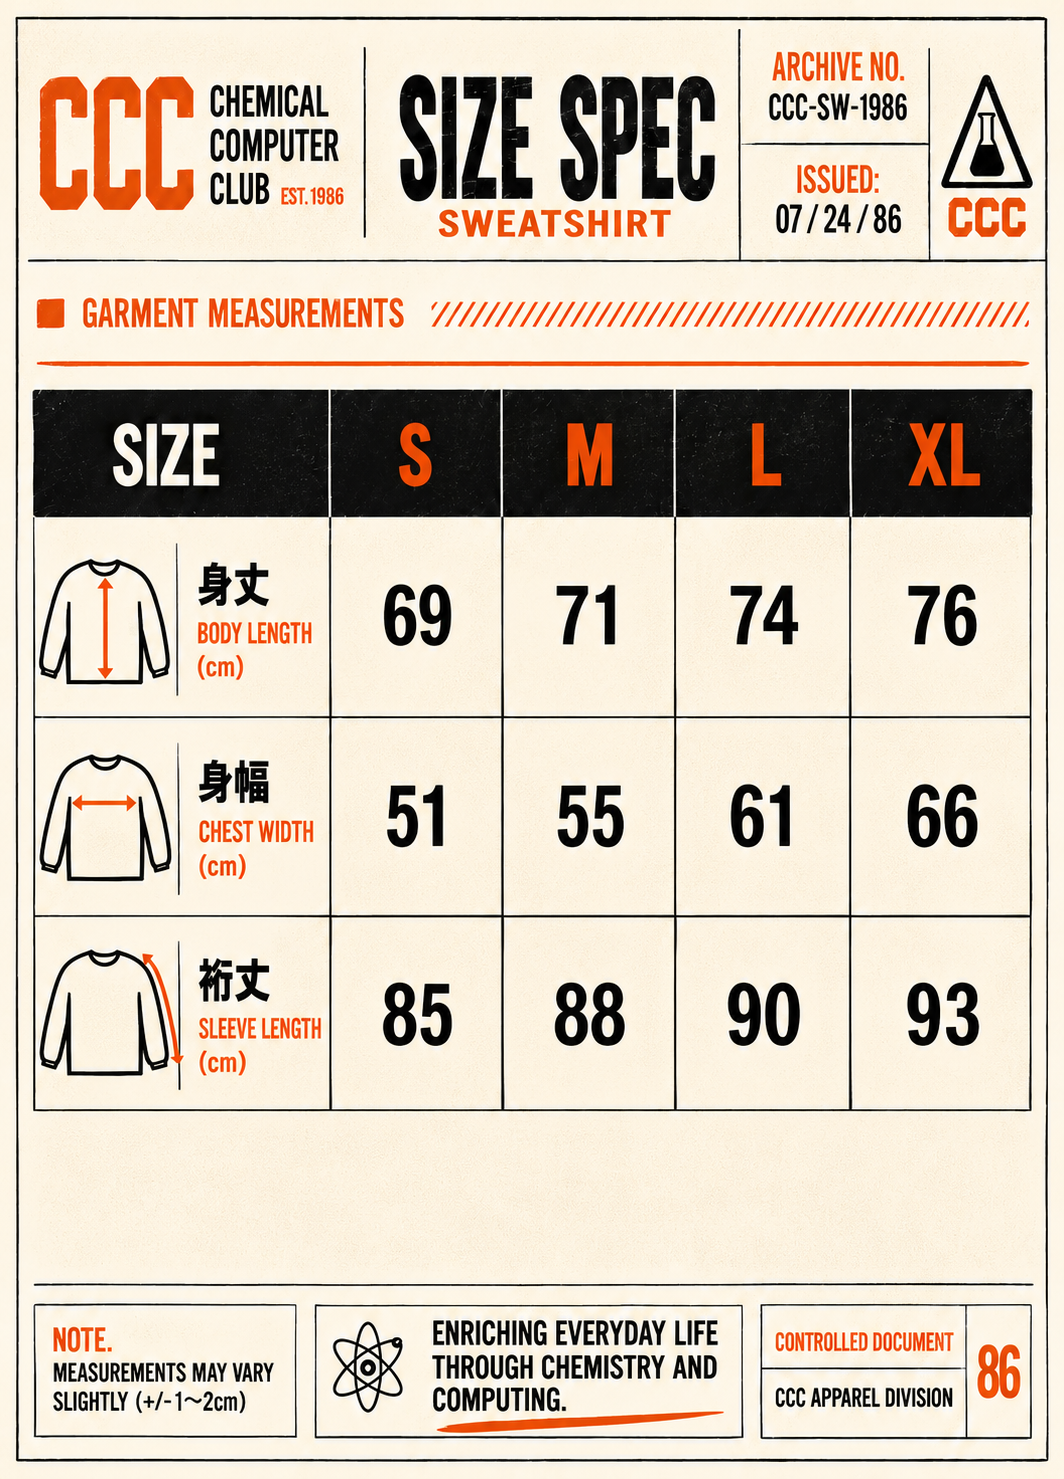 CCC
CHEMICAL
COMPUTER
CLUB EST. 1986
SIZE SPEC
SWEATSHIRT
ARCHIVE NO.
CCC-SW-1986
ISSUED:
07 / 24 / 86
CCC
GARMENT MEASUREMENTS
SIZE S M L XL
身丈
BODY LENGTH
(cm)
69 71 74 76
身幅
CHEST WIDTH
(cm)
51 55 61 66
裄丈
SLEEVE LENGTH
(cm)
85 88 90 93
NOTE.
MEASUREMENTS MAY VARY
SLIGHTLY (+/-1～2cm)
ENRICHING EVERYDAY LIFE
THROUGH CHEMISTRY AND
COMPUTING.
CONTROLLED DOCUMENT
CCC APPAREL DIVISION
86